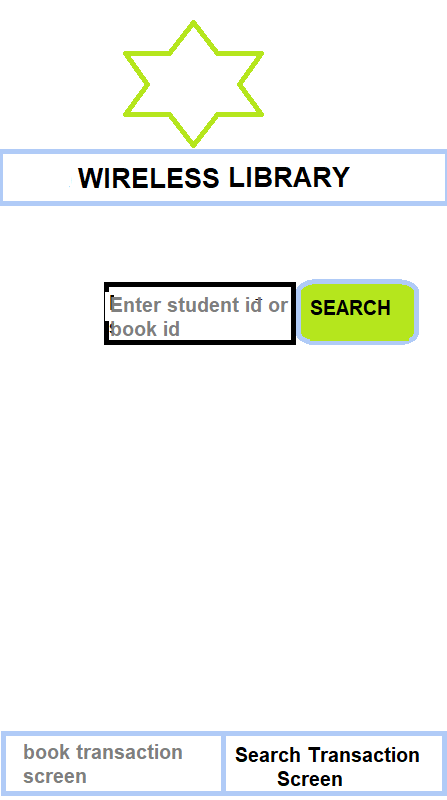 WIRELESS LIBRARY
Enter student id or
book id
SEARCH
book transaction
screen
Search Transaction
Screen